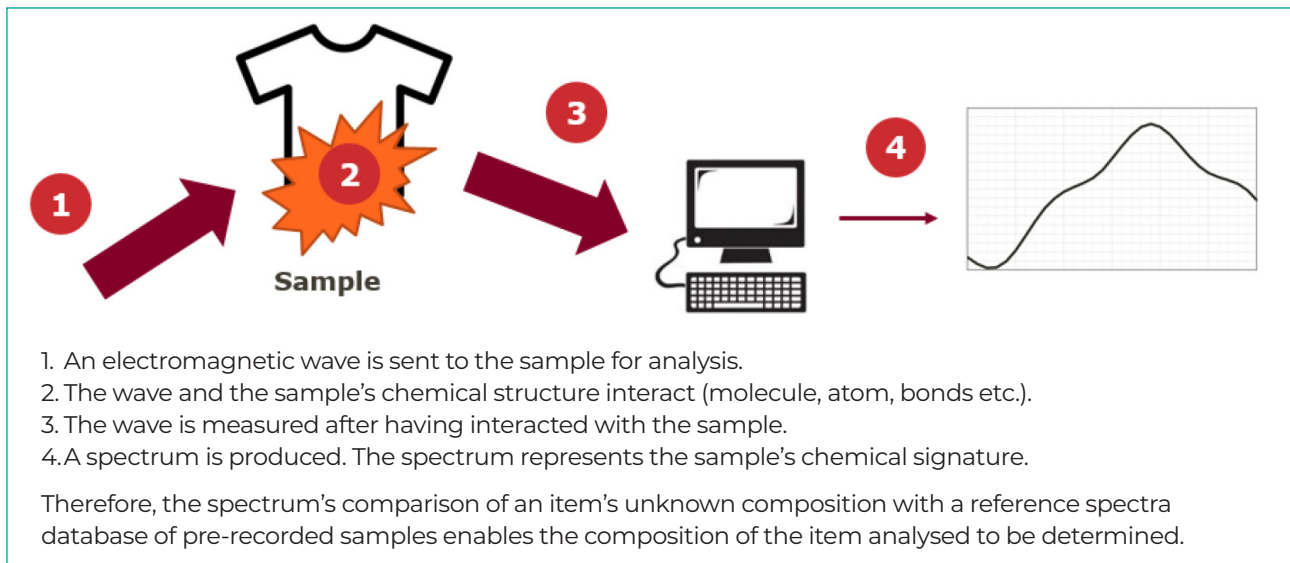 1
2
3
4
Sample
1. An electromagnetic wave is sent to the sample for analysis.
2. The wave and the sample’s chemical structure interact (molecule, atom, bonds etc.).
3. The wave is measured after having interacted with the sample.
4. A spectrum is produced. The spectrum represents the sample’s chemical signature.
Therefore, the spectrum’s comparison of an item’s unknown composition with a reference spectra
database of pre-recorded samples enables the composition of the item analysed to be determined.